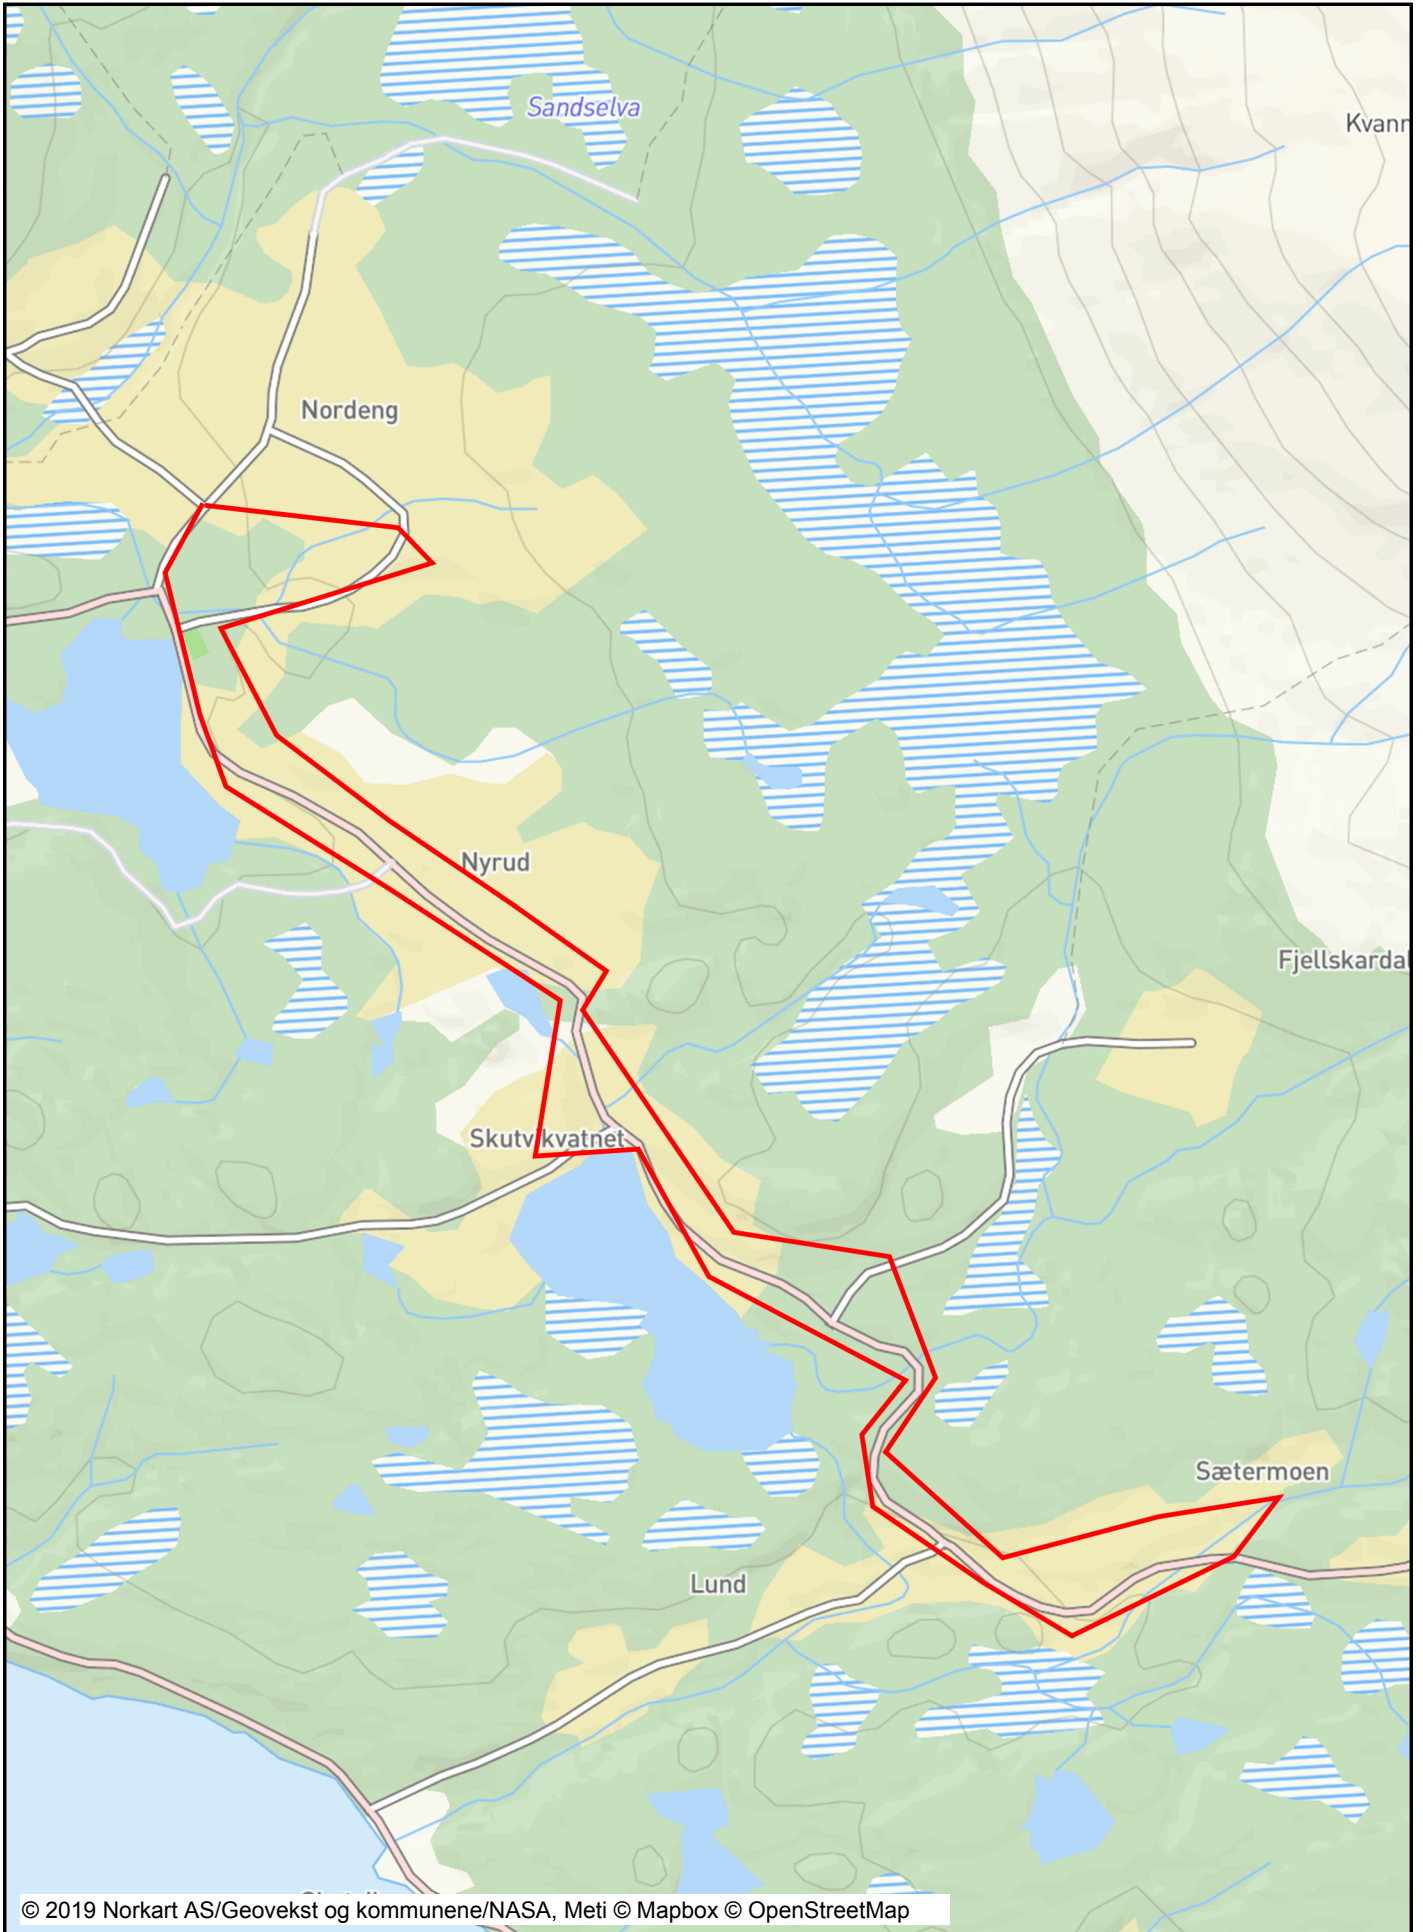 Sandselva
Kvann
Nordeng
Nyrud
Fjellskardal
Skutvikvatnet
Sætermoen
Lund
© 2019 Norkart AS/Geovekst og kommunene/NASA, Meti © Mapbox © OpenStreetMap